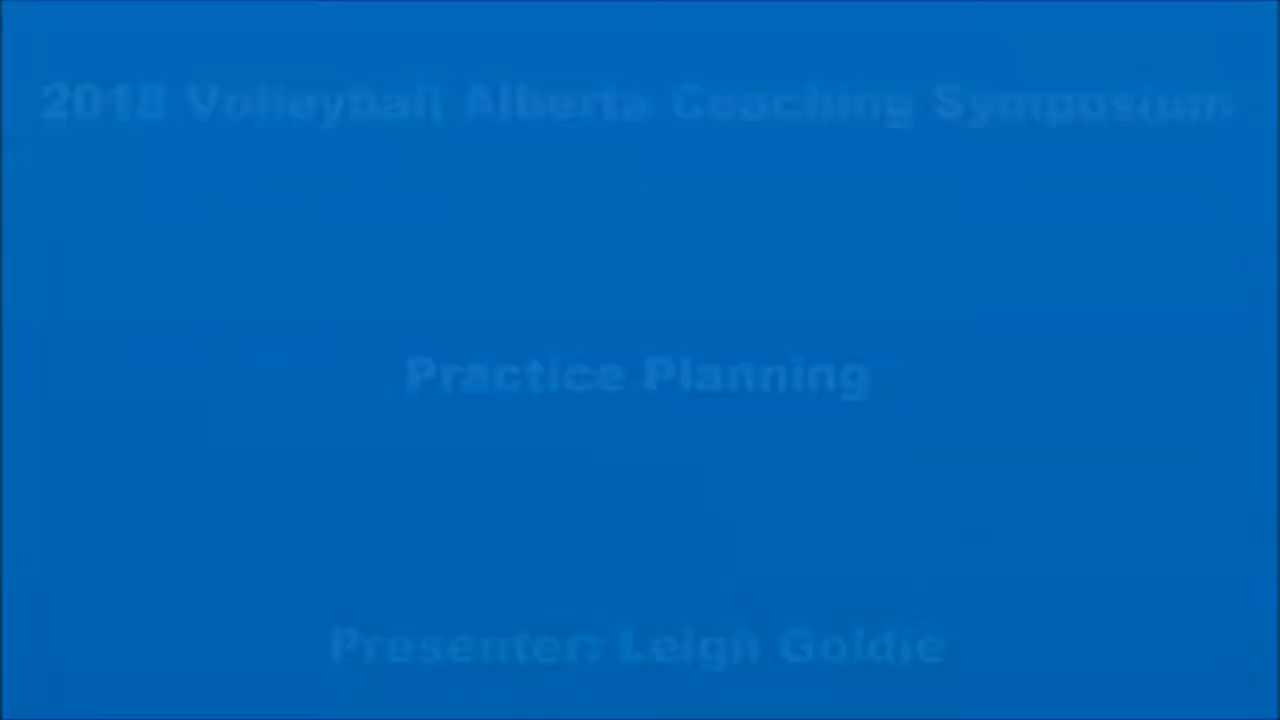 2018 Volleyball Alberta Coaching Symposium
Practice Planning
Presenter: Leigh Goldie